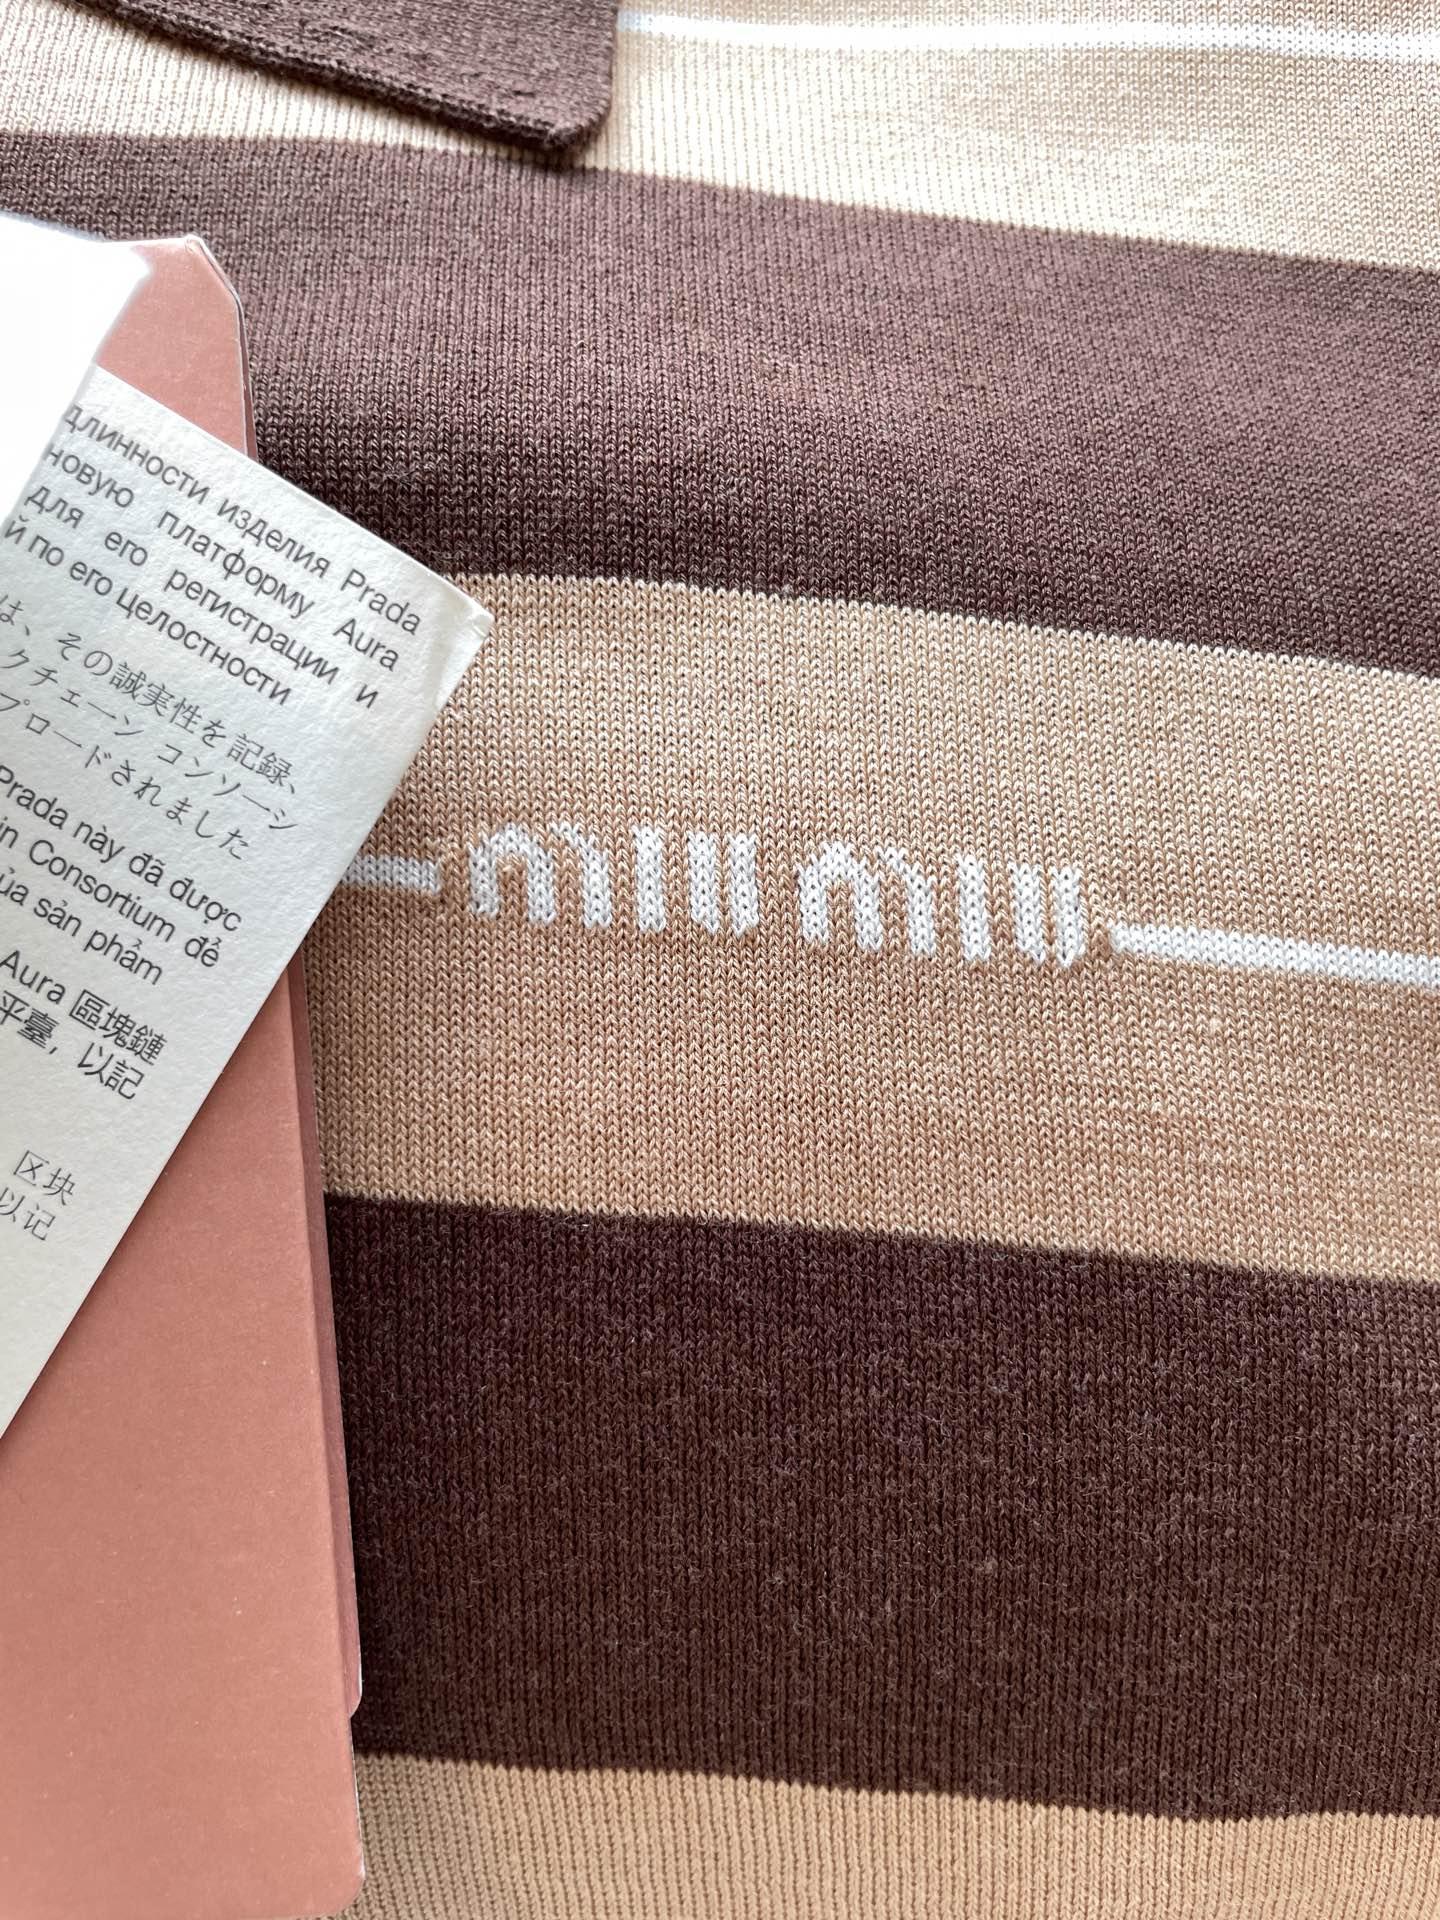 длинности изделия Prada
новую платформу Aura
для его регистрации и
й по его целостности
は、その誠実性を記録、
クチェーン コンソーシ
プロードされました
Prada này đã được
in Consortium để
ủa sản phẩm
Aura 區塊鏈
平臺，以記
区块
以记
miu miu